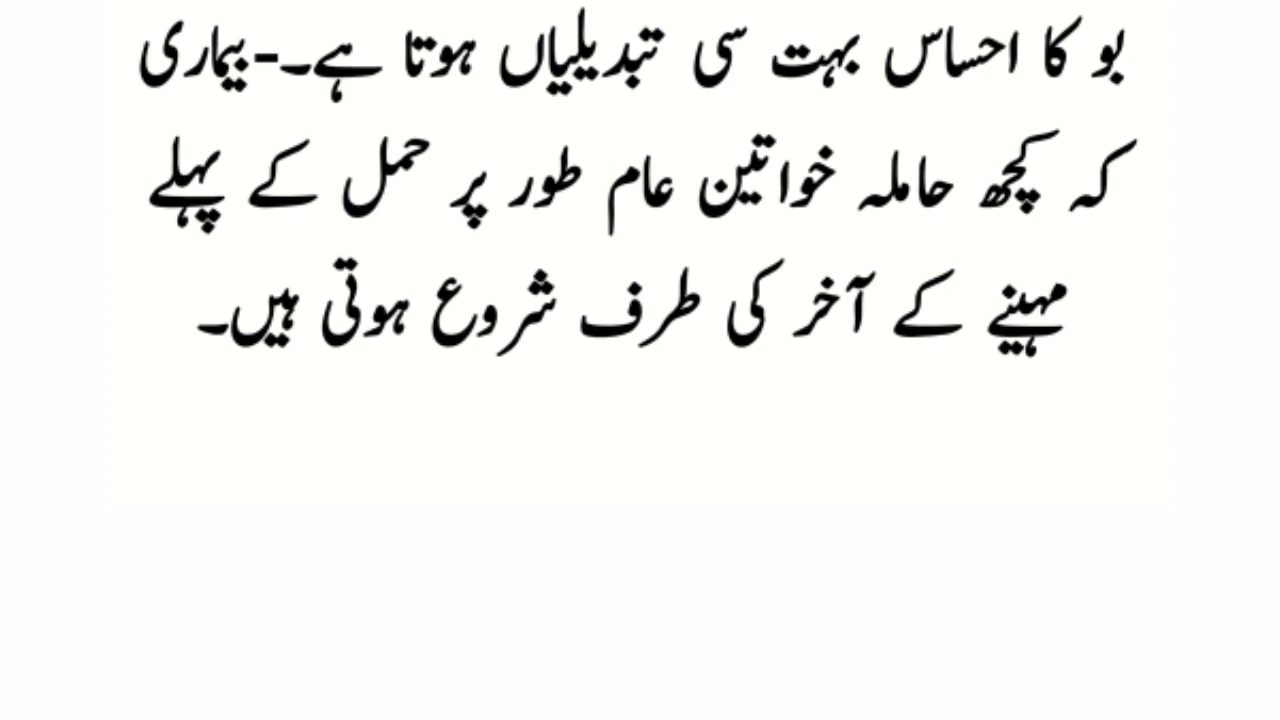 بو کا احساس بہت سی تبدیلیاں ہوتا ہے۔-بیماری
کہ کچھ حاملہ خواتین عام طور پر حمل کے پہلے
مہینے کے آخر کی طرف شروع ہوتی ہیں۔